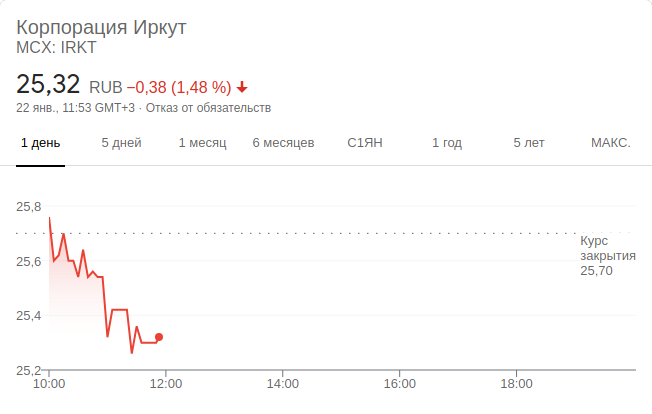 Корпорация Иркут
MCX: IRKT
25,32 RUB −0,38 (1,48 %)
22 янв., 11:53 GMT+3 · Отказ от обязательств
1 день 5 дней 1 месяц 6 месяцев С1ЯН 1 год 5 лет МАКС.
25,8
Курс
закрытия
25,70
25,6
25,4
25,2
10:00 12:00 14:00 16:00 18:00